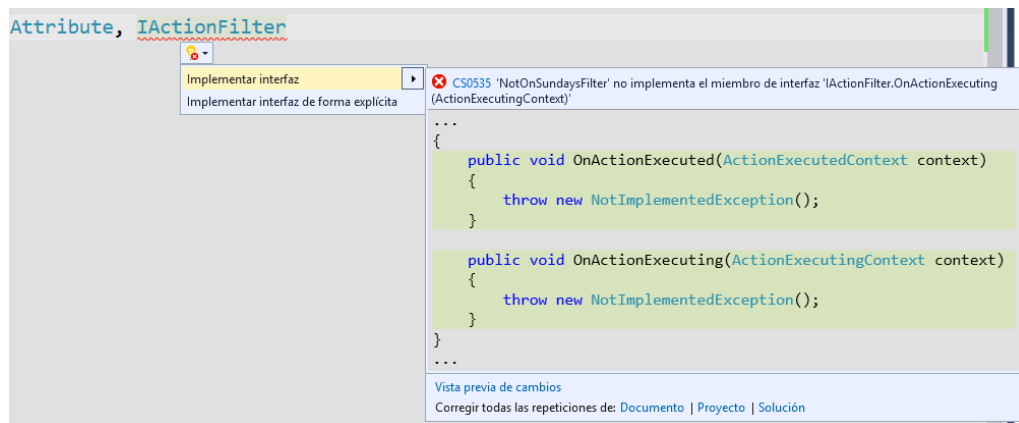 Attribute, IActionFilter
Implementar interfaz
Implementar interfaz de forma explícita
CS0535 'NotOnSundaysFilter' no implementa el miembro de interfaz 'IActionFilter.OnActionExecuting
(ActionExecutingContext)'
...
{
public void OnActionExecuted(ActionExecutedContext context)
{
throw new NotImplementedException();
}
public void OnActionExecuting(ActionExecutingContext context)
{
throw new NotImplementedException();
}
}
...
Vista previa de cambios
Corregir todas las repeticiones de: Documento | Proyecto | Solución